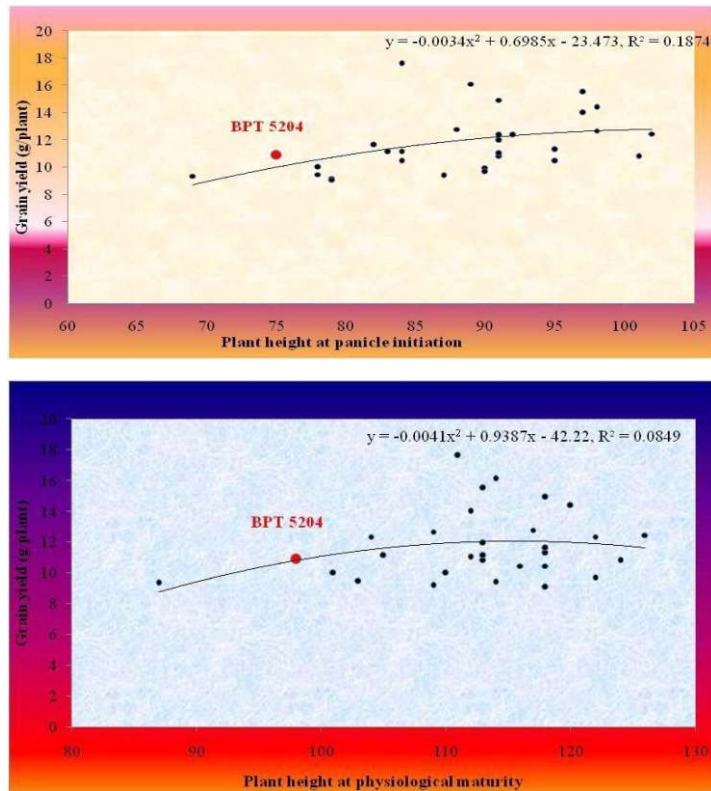 20
y = -0.0034x² + 0.6985x - 23.473, R² = 0.1874
18
16
14
12
BPT 5204
10
8
6
4
2
0
Grain yield (g/plant)
60 65 70 75 80 85 90 95 100 105
Plant height at panicle initiation
20
y = -0.0041x² + 0.9387x - 42.22, R² = 0.0849
18
16
14
BPT 5204
12
10
8
6
4
2
0
Grain yield (g/plant)
80 90 100 110 120 130
Plant height at physiological maturity